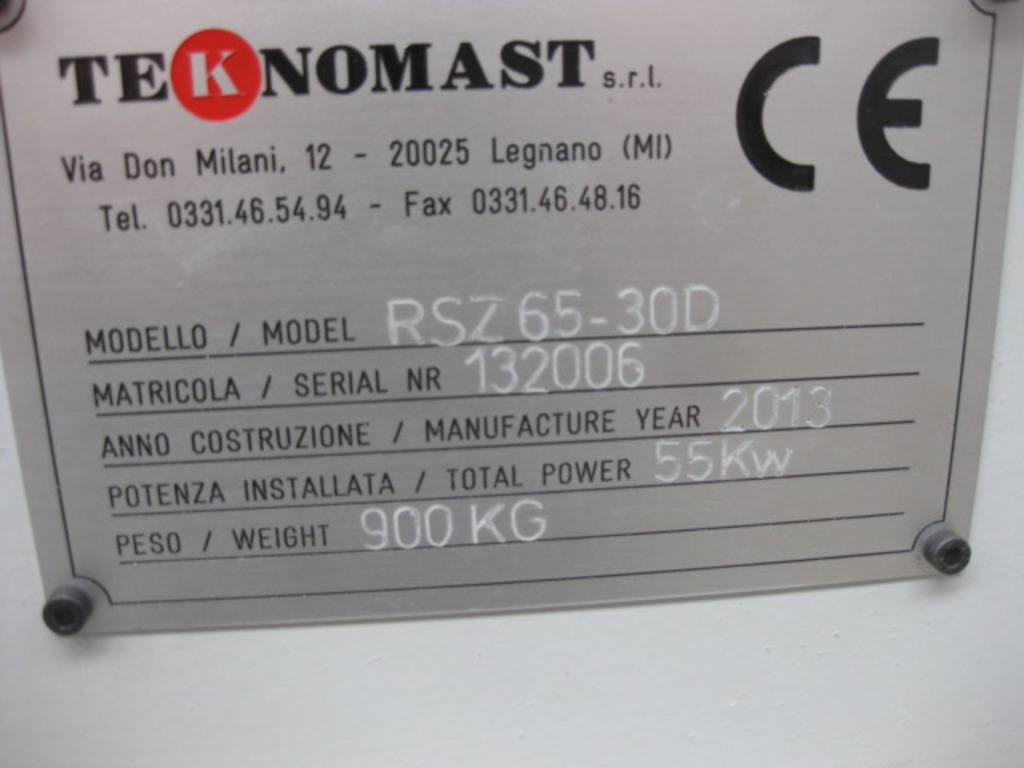 TEKNOMAST s.r.l.
CE
Via Don Milani, 12 - 20025 Legnano (MI)
Tel. 0331.46.54.94 - Fax 0331.46.48.16
MODELLO / MODEL RSZ 65-30D
MATRICOLA / SERIAL NR 132006
ANNO COSTRUZIONE / MANUFACTURE YEAR 2013
POTENZA INSTALLATA / TOTAL POWER 55Kw
PESO / WEIGHT 900 KG